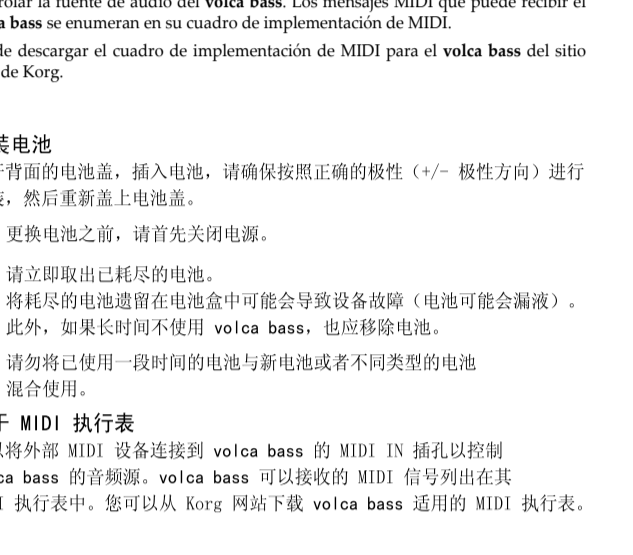 la fuente de audio del volca bass. Los mensajes MIDI que puede recibir el
bass se enumeran en su cuadro de implementación de MIDI.
descargar el cuadro de implementación de MIDI para el volca bass del sitio
de Korg.
装电池
背面的电池盖，插入电池，请确保按照正确的极性（+/- 极性方向）进行
，然后重新盖上电池盖。
更换电池之前，请首先关闭电源。
请立即取出已耗尽的电池。
将耗尽的电池遗留在电池盒中可能会导致设备故障（电池可能会漏液）。
此外，如果长时间不使用 volca bass，也应移除电池。
请勿将已使用一段时间的电池与新电池或者不同类型的电池
混合使用。
于 MIDI 执行表
以将外部 MIDI 设备连接到 volca bass 的 MIDI IN 插孔以控制
bass 的音频源。volca bass 可以接收的 MIDI 信号列出在其
执行表中。您可以从 Korg 网站下载 volca bass 适用的 MIDI 执行表。